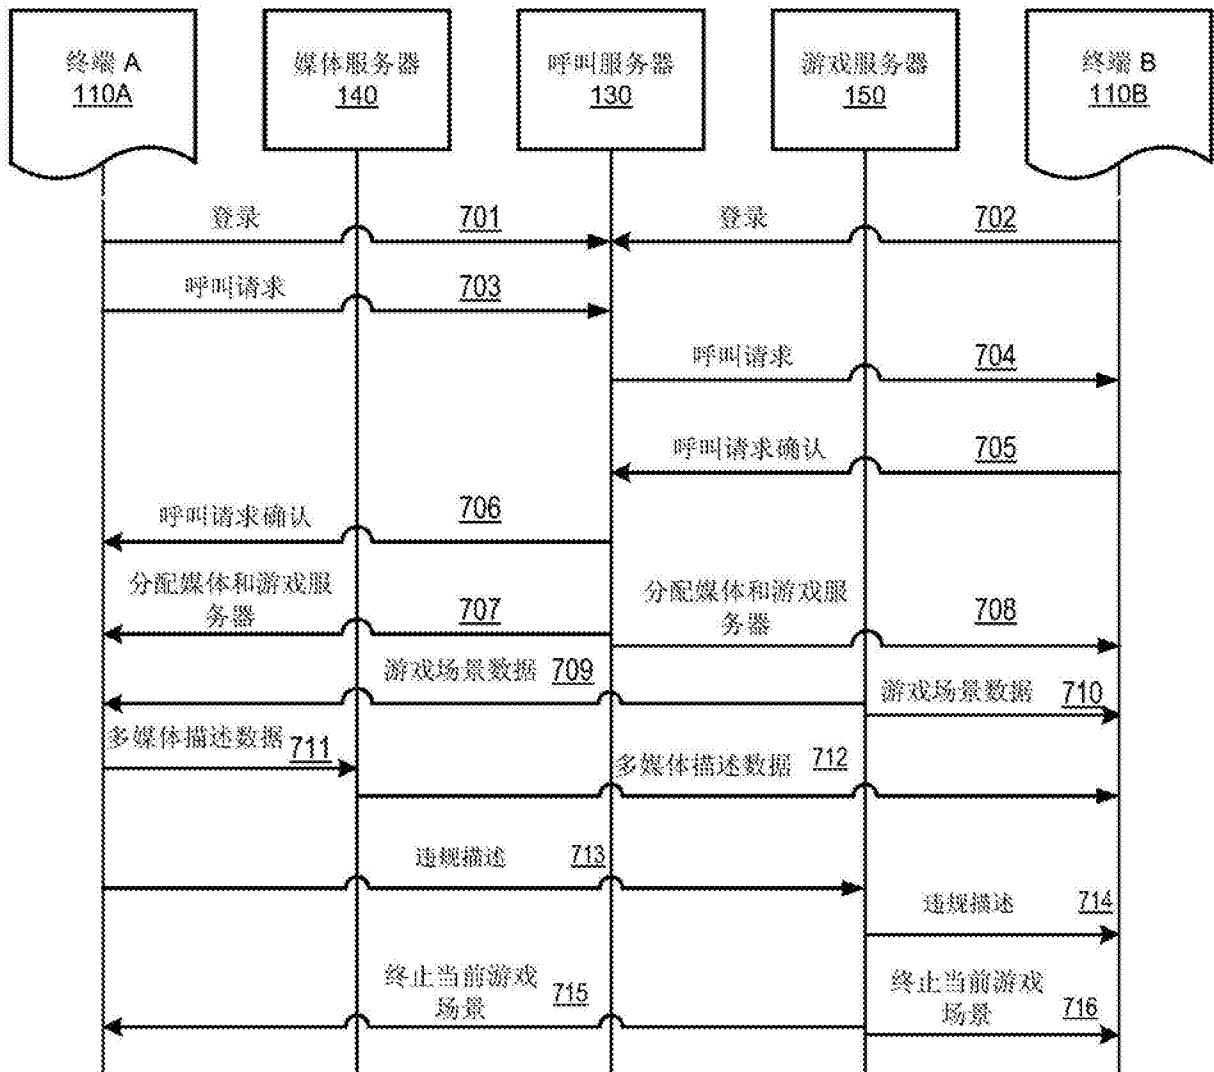 终端 A
110A
媒体服务器
140
呼叫服务器
130
游戏服务器
150
终端 B
110B
登录 701
登录 702
呼叫请求 703
呼叫请求 704
呼叫请求确认 705
呼叫请求确认 706
分配媒体和游戏服
务器 707
分配媒体和游戏服
务器 708
游戏场景数据 709
游戏场景数据 710
多媒体描述数据 711
多媒体描述数据 712
违规描述 713
违规描述 714
终止当前游戏
场景 715
终止当前游戏
场景 716